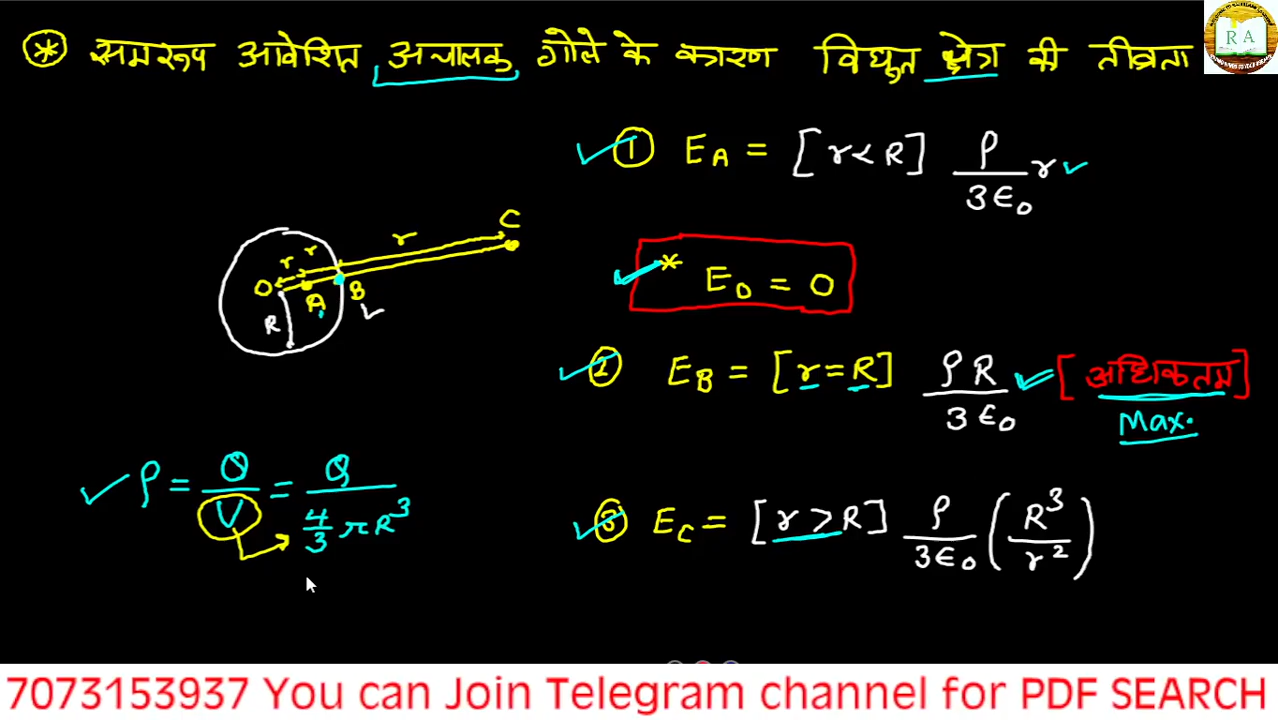 * समरूप आवेशित अचालक गोले के कारण विद्युत क्षेत्र की तीव्रता
RA
① E_A = [r<R] ρ/3ϵ₀ r
* E_O = 0
② E_B = [r=R] ρR/3ϵ₀ [अधिकतम]
Max.
③ E_C = [r>R] ρ/3ϵ₀ (R³/r²)
C
r
r r
O A B
R
ρ = Q/V = Q/(4/3 πR³)
7073153937 You can Join Telegram channel for PDF SEARCH